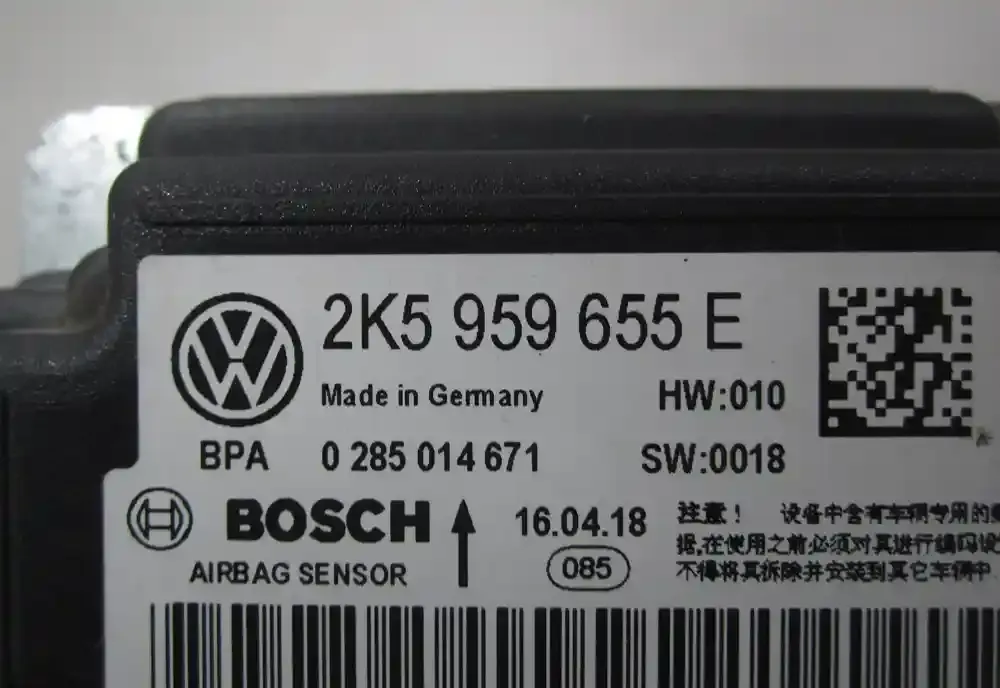 2K5 959 655 E
Made in Germany HW:010
BPA 0 285 014 671 SW:0018
BOSCH 16.04.18
AIRBAG SENSOR 085
注意! 设备中含有车辆专用的数
据,在使用之前必须对其进行编码设
不得将其拆除并安装到其它车辆中